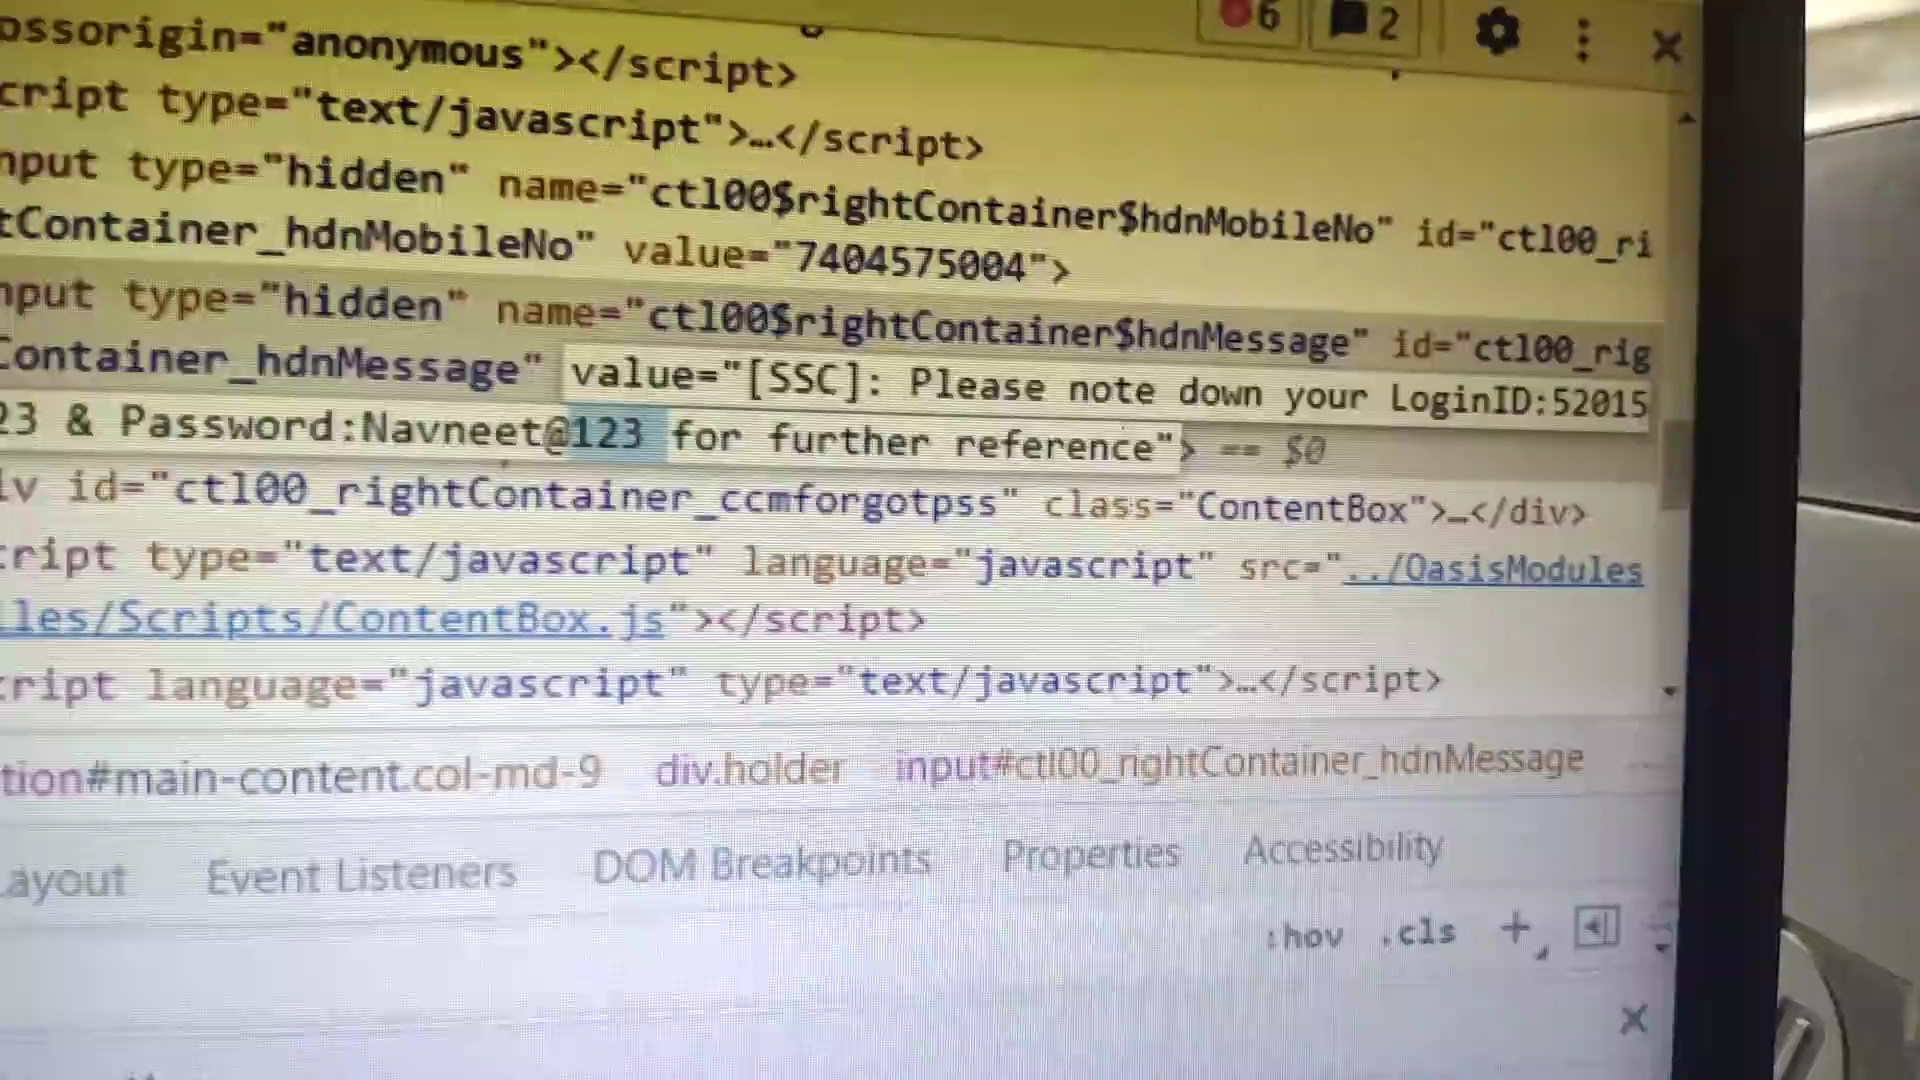 ossorigin="anonymous"></script>
6 2
cript type="text/javascript">…</script>
nput type="hidden" name="ctl00$rightContainer$hdnMobileNo" id="ctl00_ri
tContainer_hdnMobileNo" value="7404575004">
nput type="hidden" name="ctl00$rightContainer$hdnMessage" id="ctl00_rig
Container_hdnMessage" value="[SSC]: Please note down your LoginID:52015
23 & Password:Navneet@123 for further reference"> == $0
iv id="ctl00_rightContainer_ccmforgotpss" class="ContentBox">…</div>
cript type="text/javascript" language="javascript" src="../OasisModules
les/Scripts/ContentBox.js"></script>
cript language="javascript" type="text/javascript">…</script>
tion#main-content.col-md-9 div.holder input#ctl00_rightContainer_hdnMessage …
Layout Event Listeners DOM Breakpoints Properties Accessibility
:hov .cls +